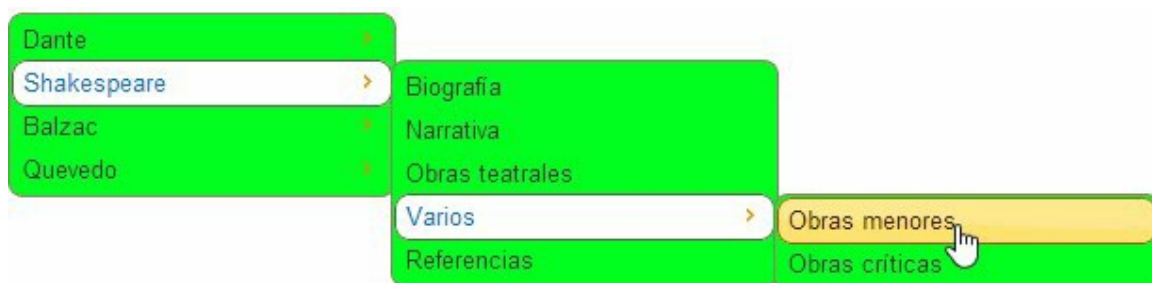 Dante
Shakespeare
Balzac
Quevedo
Biografía
Narrativa
Obras teatrales
Varios
Referencias
Obras menores
Obras críticas